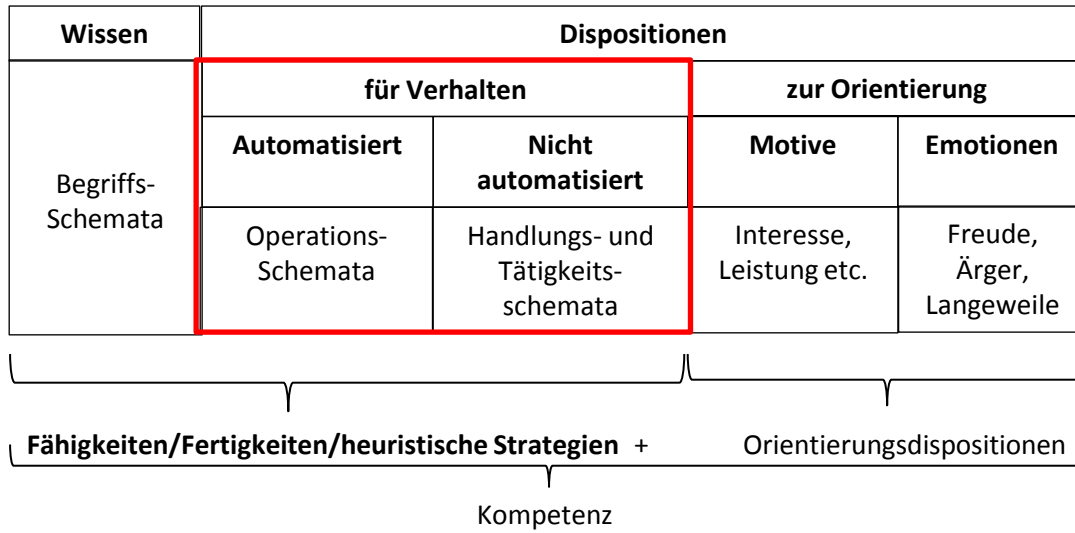 Wissen
Dispositionen
für Verhalten
zur Orientierung
Automatisiert
Nicht
automatisiert
Motive
Emotionen
Begriffs-
Schemata
Operations-
Schemata
Handlungs- und
Tätigkeits-
schemata
Interesse,
Leistung etc.
Freude,
Ärger,
Langeweile
Fähigkeiten/Fertigkeiten/heuristische Strategien + Orientierungsdispositionen
Kompetenz